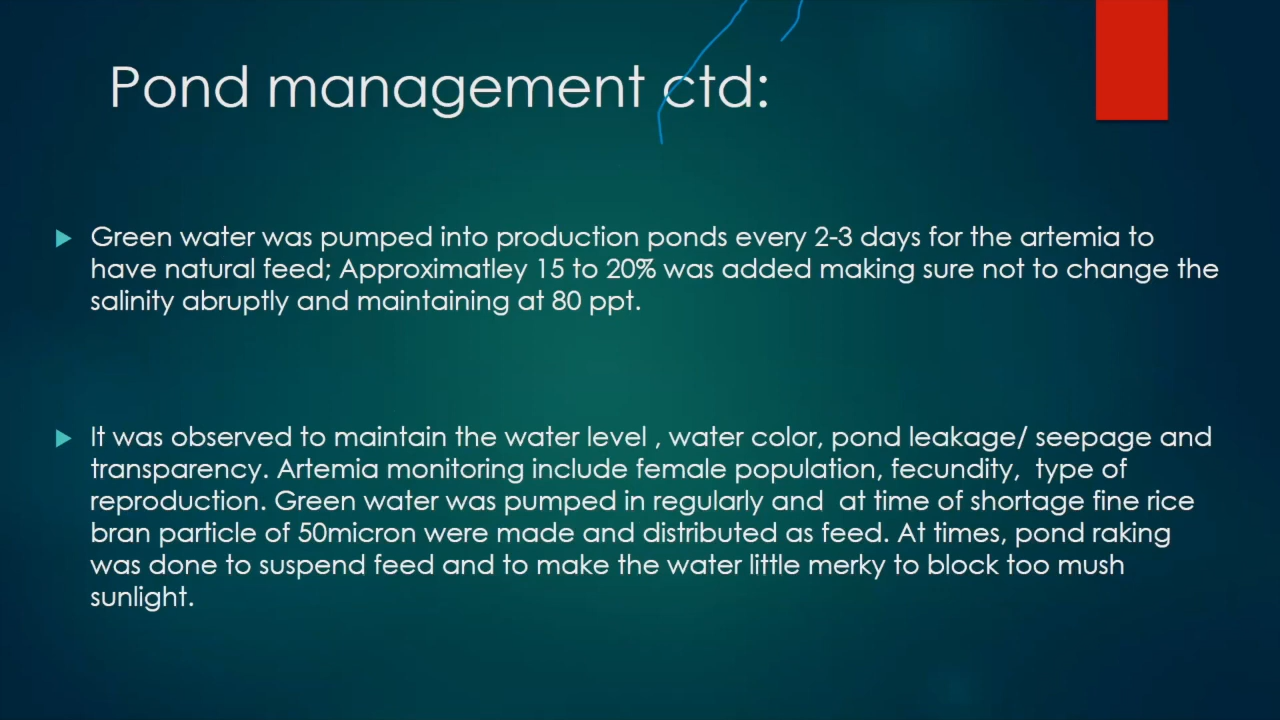 Pond management ctd:
Green water was pumped into production ponds every 2-3 days for the artemia to
have natural feed; Approximatley 15 to 20% was added making sure not to change the
salinity abruptly and maintaining at 80 ppt.
It was observed to maintain the water level , water color, pond leakage/ seepage and
transparency. Artemia monitoring include female population, fecundity,  type of
reproduction. Green water was pumped in regularly and  at time of shortage fine rice
bran particle of 50micron were made and distributed as feed. At times, pond raking
was done to suspend feed and to make the water little merky to block too mush
sunlight.